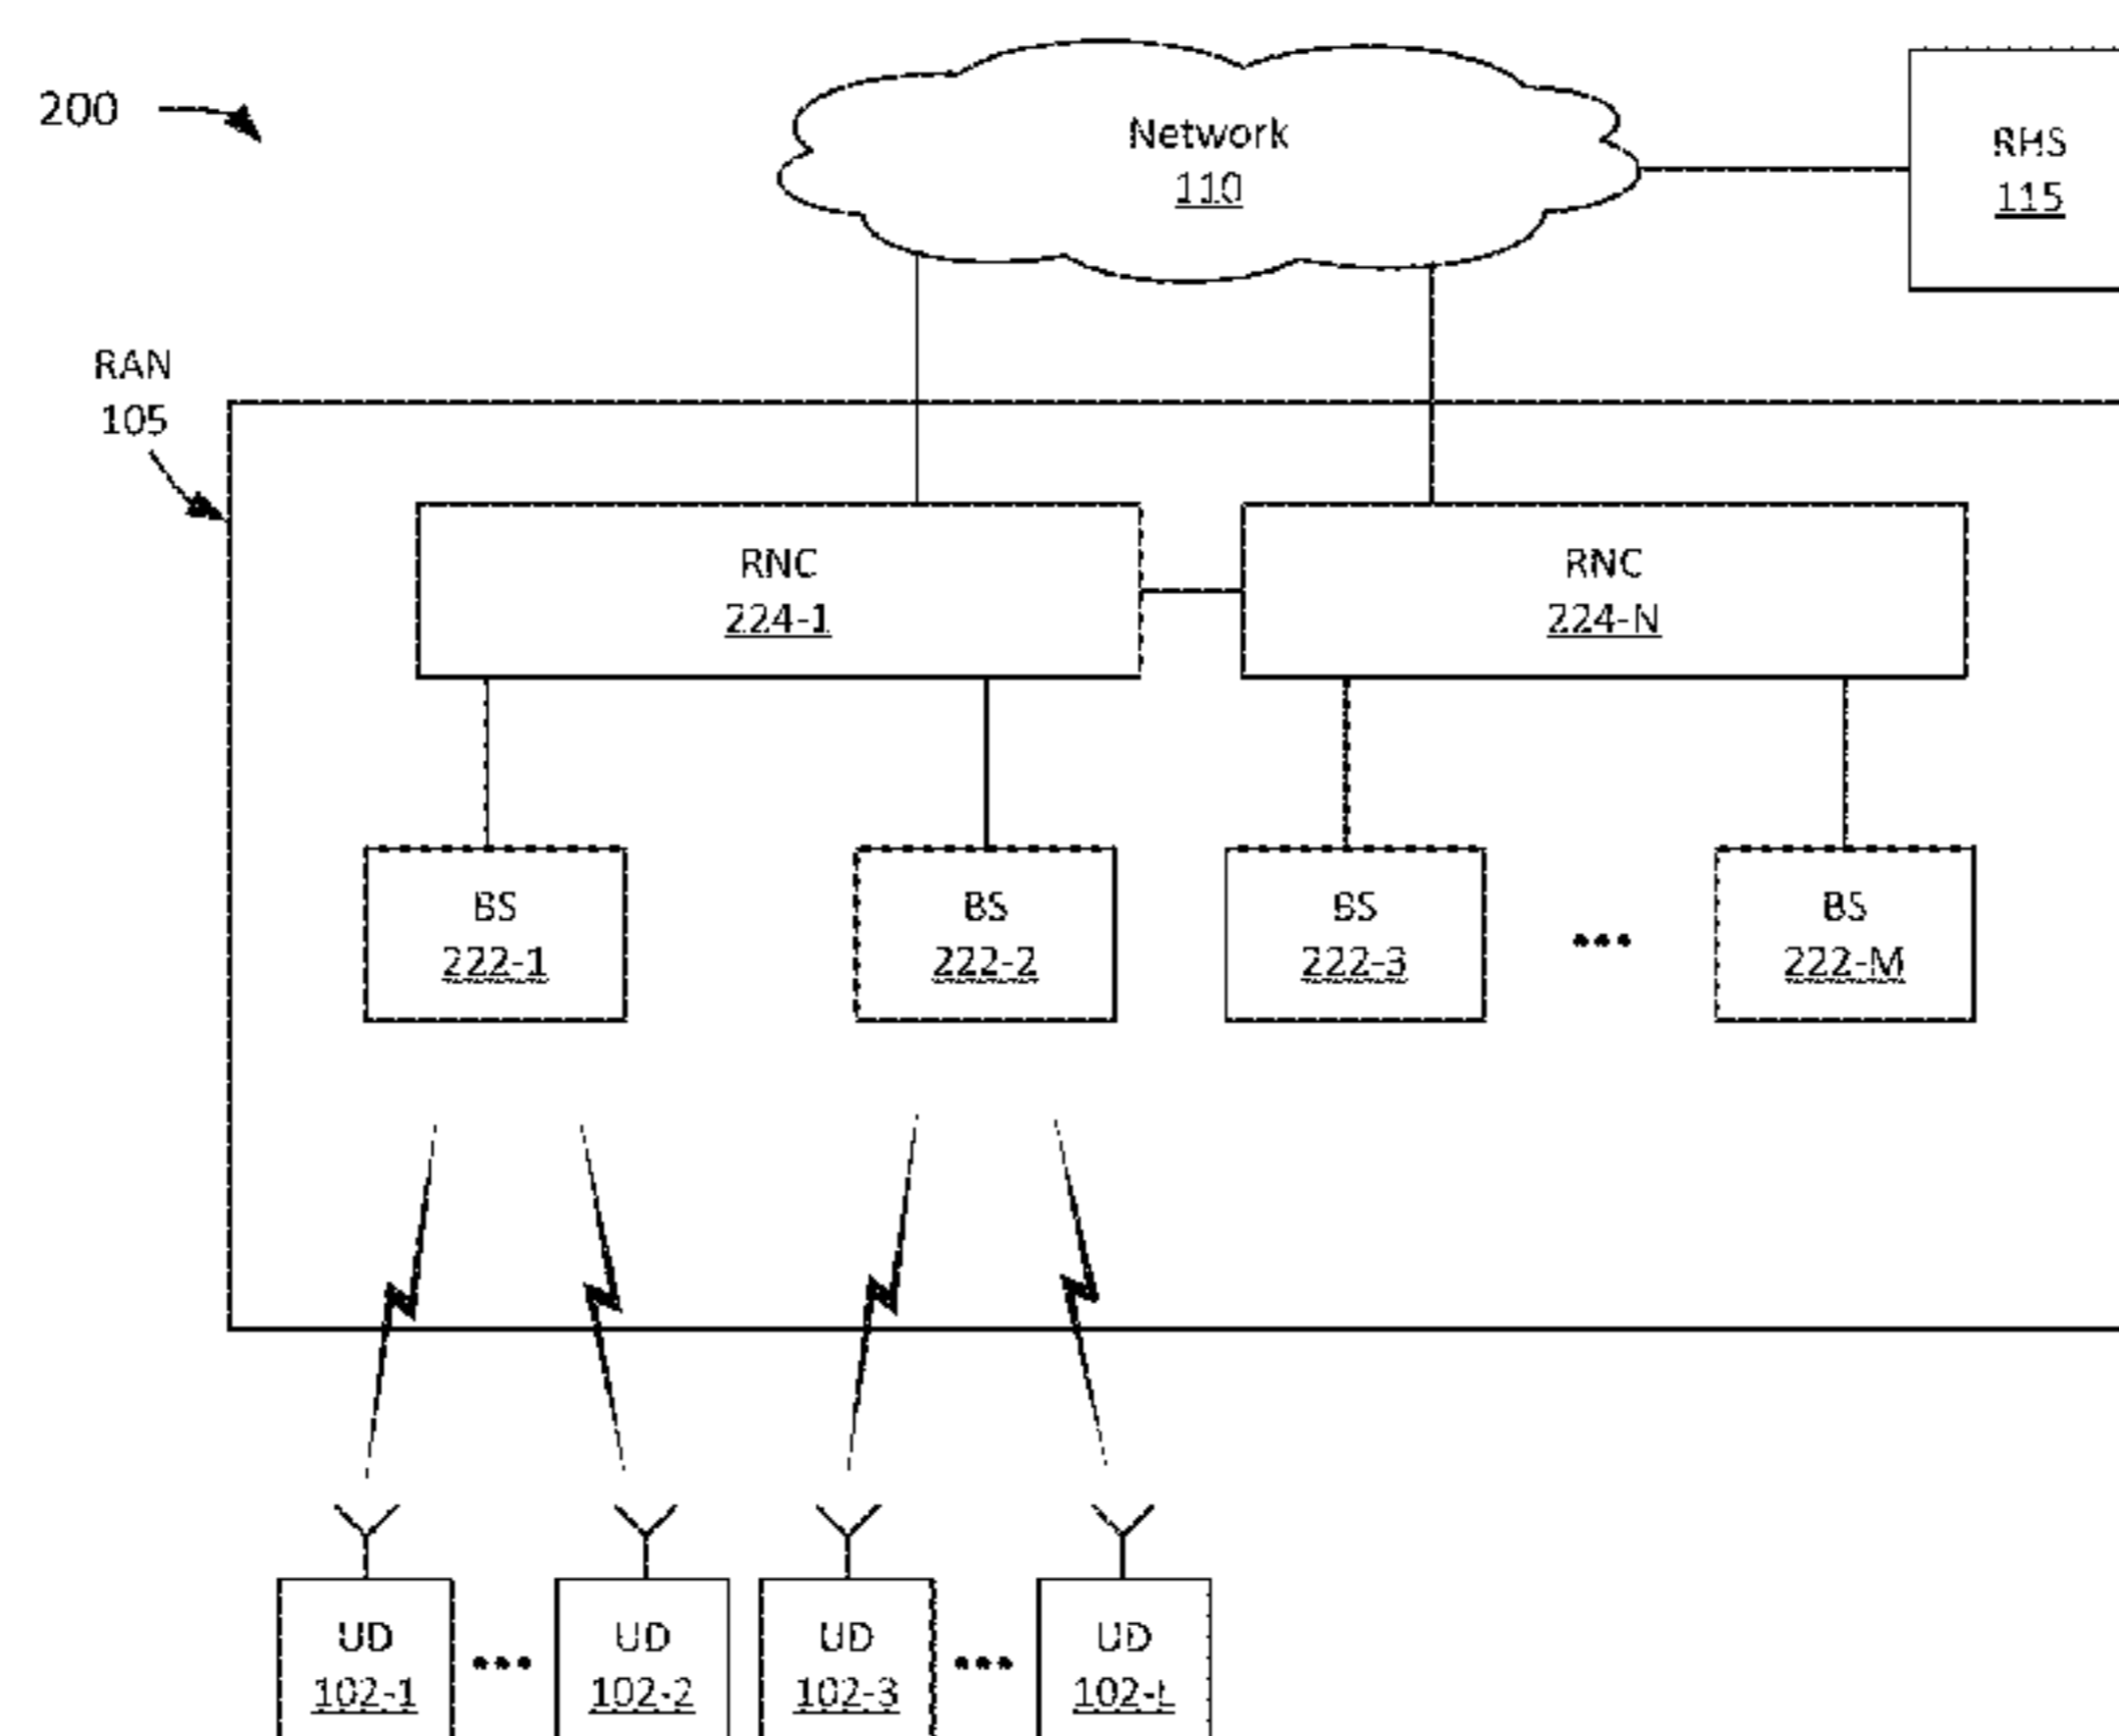 200
Network
110
RHS
115
RAN
105
RNC
224-1
RNC
224-N
BS
222-1
BS
222-2
BS
222-3
•••
BS
222-M
UD
102-1
•••
UD
102-2
UD
102-3
•••
UD
102-L